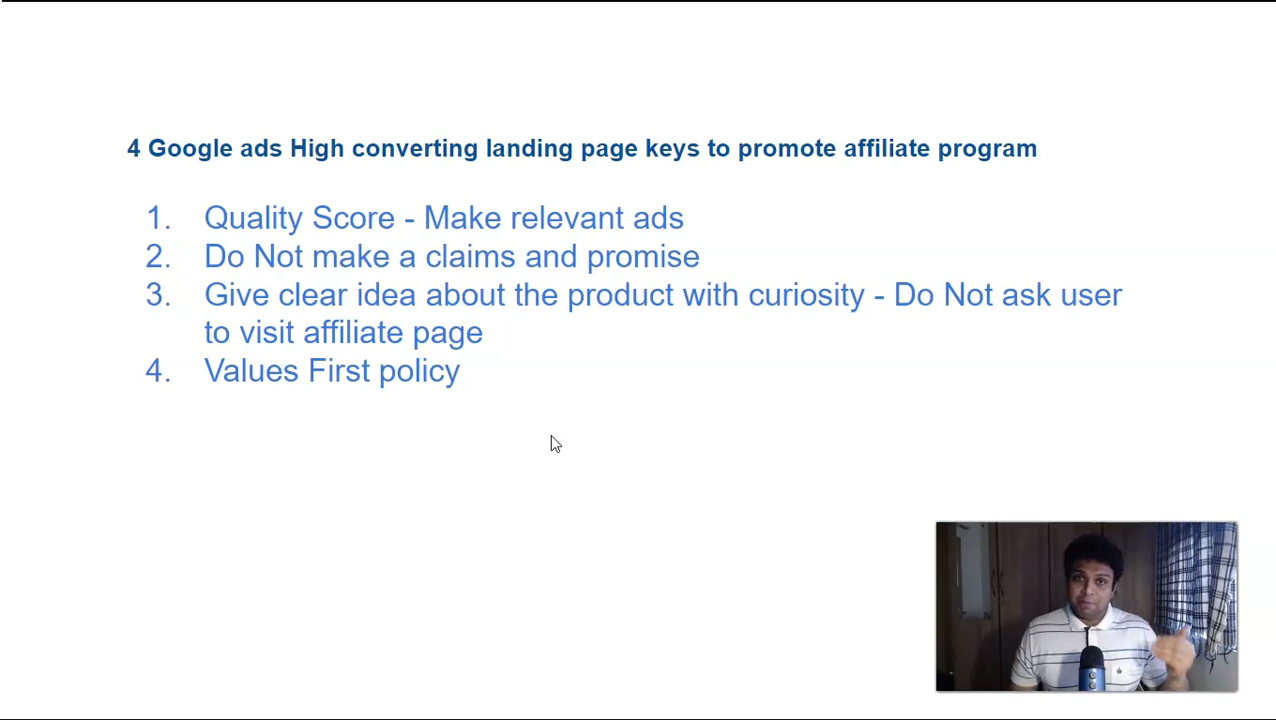 4 Google ads High converting landing page keys to promote affiliate program
1. Quality Score - Make relevant ads
2. Do Not make a claims and promise
3. Give clear idea about the product with curiosity - Do Not ask user
to visit affiliate page
4. Values First policy